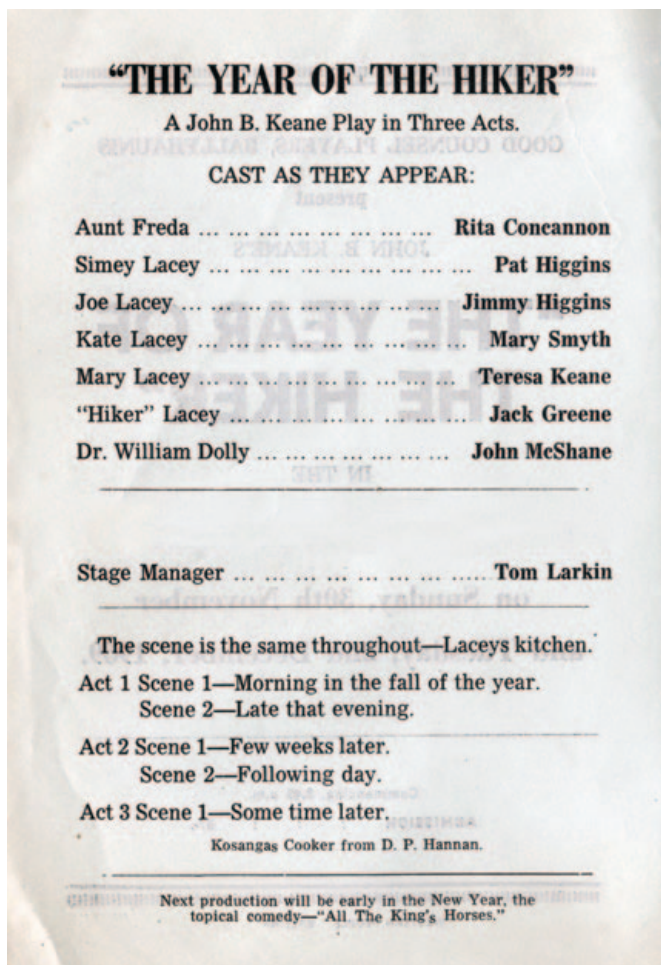 "THE YEAR OF THE HIKER"
A John B. Keane Play in Three Acts.
CAST AS THEY APPEAR:
Aunt Freda ... ... ... ... ... ... ... ... Rita Concannon
Simey Lacey ... ... ... ... ... ... ... ... ... Pat Higgins
Joe Lacey ... ... ... ... ... ... ... ... ... Jimmy Higgins
Kate Lacey ... ... ... ... ... ... ... ... ... Mary Smyth
Mary Lacey ... ... ... ... ... ... ... ... ... Teresa Keane
"Hiker" Lacey ... ... ... ... ... ... ... ... Jack Greene
Dr. William Dolly ... ... ... ... ... ... ... John McShane
Stage Manager ... ... ... ... ... ... ... ..... Tom Larkin
The scene is the same throughout—Laceys kitchen.
Act 1 Scene 1—Morning in the fall of the year.
Scene 2—Late that evening.
Act 2 Scene 1—Few weeks later.
Scene 2—Following day.
Act 3 Scene 1—Some time later.
Kosangas Cooker from D. P. Hannan.
Next production will be early in the New Year, the
topical comedy—"All The King's Horses."